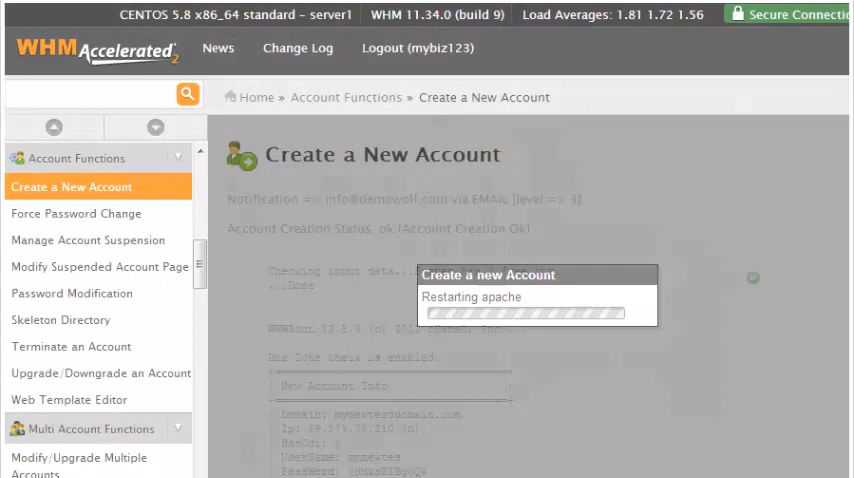 CENTOS 5.8 x86_64 standard – server1 WHM 11.34.0 (build 9) Load Averages: 1.81 1.72 1.56 Secure Connectio
WHM Accelerated 2 News Change Log Logout (mybiz123)
Home » Account Functions » Create a New Account
Account Functions
Create a New Account
Force Password Change
Manage Account Suspension
Modify Suspended Account Page
Password Modification
Skeleton Directory
Terminate an Account
Upgrade/Downgrade an Account
Web Template Editor
Multi Account Functions
Modify/Upgrade Multiple
Accounts
Create a New Account
Notification => info@demowolf.com via EMAIL [level => 3]
Account Creation Status: ok (Account Creation Ok)
Checking input data...
...Done
Create a new Account
Restarting apache
Dns Zone check is enabled.
New Account Info
Domain: mynewtestdomain.com
HasCgi: y
UserName: mynewtes
PassWord: